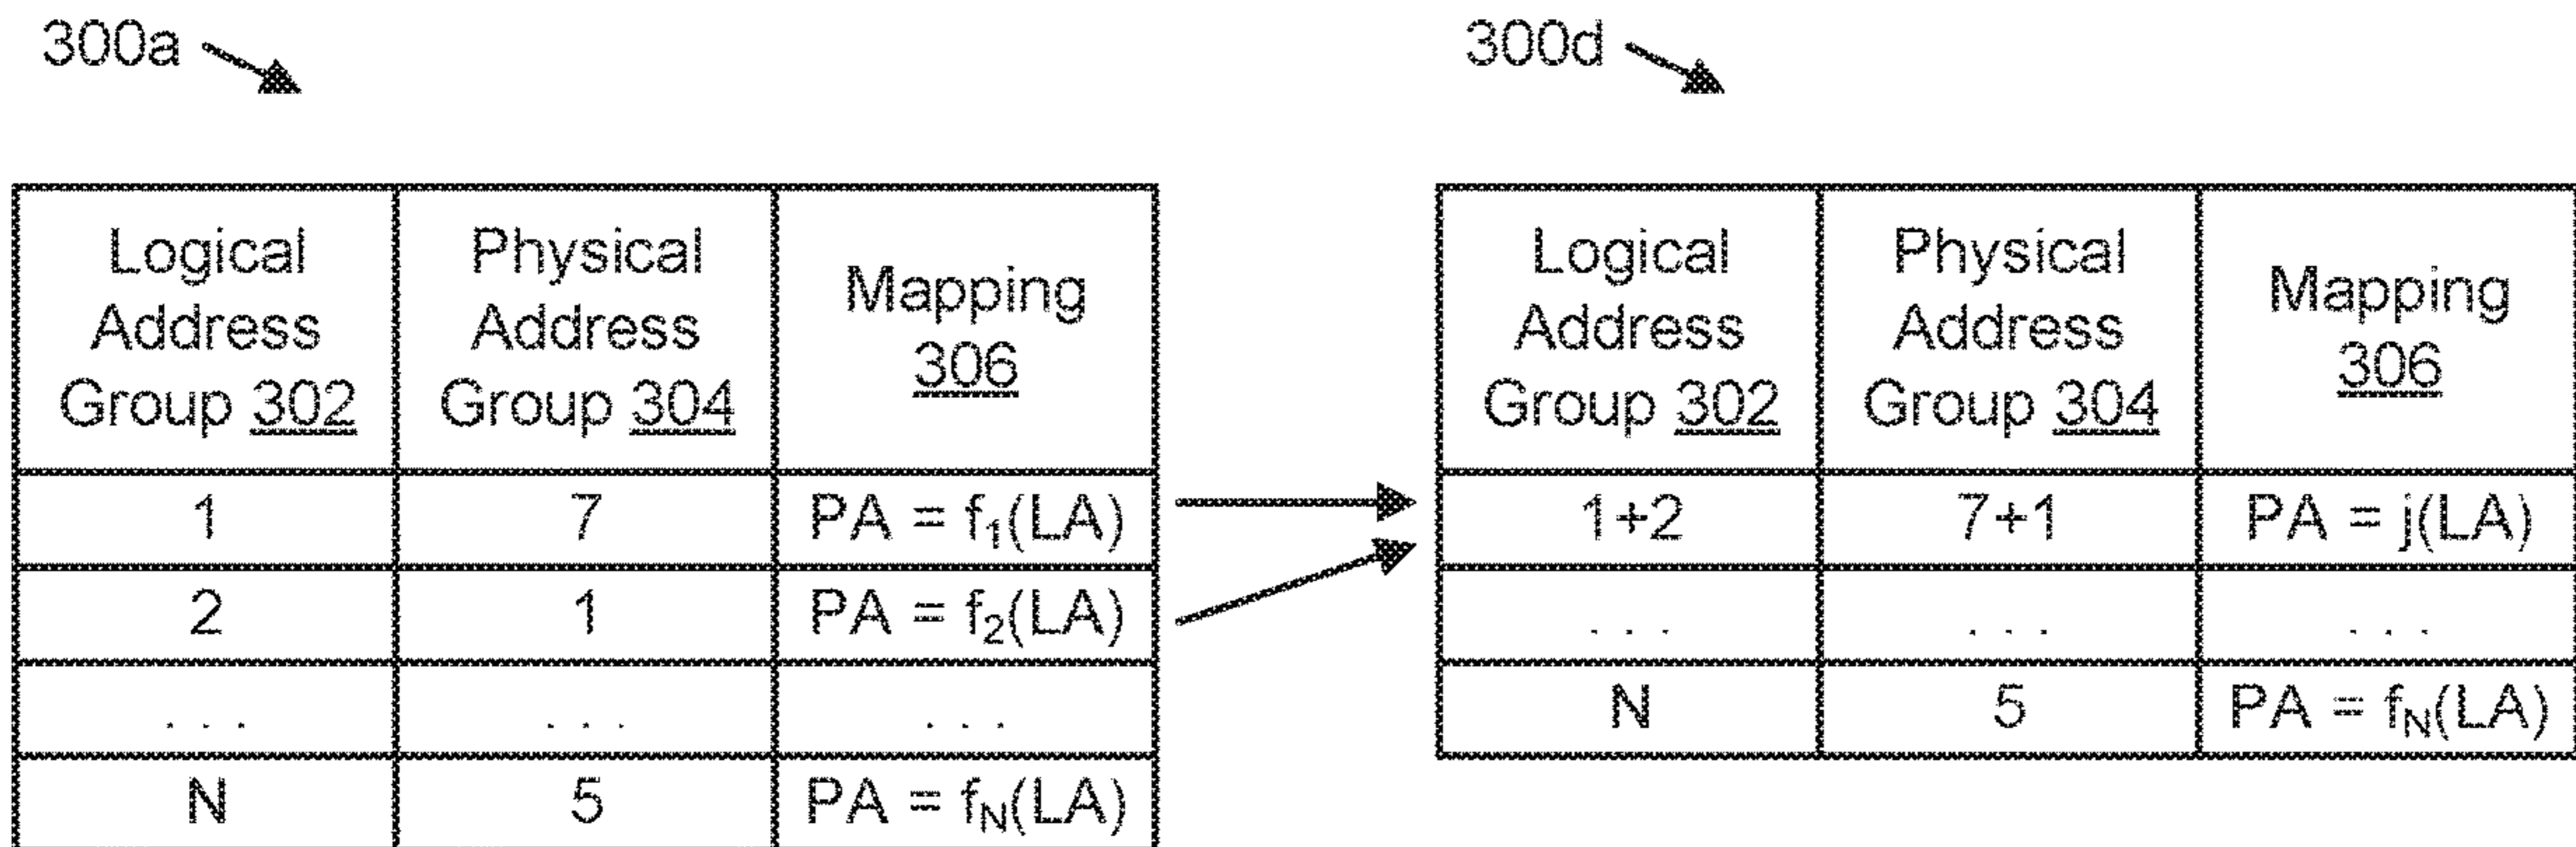 300a
300d
Logical
Address
Group 302
Physical
Address
Group 304
Mapping
306
1
7
PA = f₁(LA)
2
1
PA = f₂(LA)
. . .
. . .
. . .
N
5
PA = f_N(LA)
Logical
Address
Group 302
Physical
Address
Group 304
Mapping
306
1+2
7+1
PA = j(LA)
. . .
. . .
. . .
N
5
PA = f_N(LA)